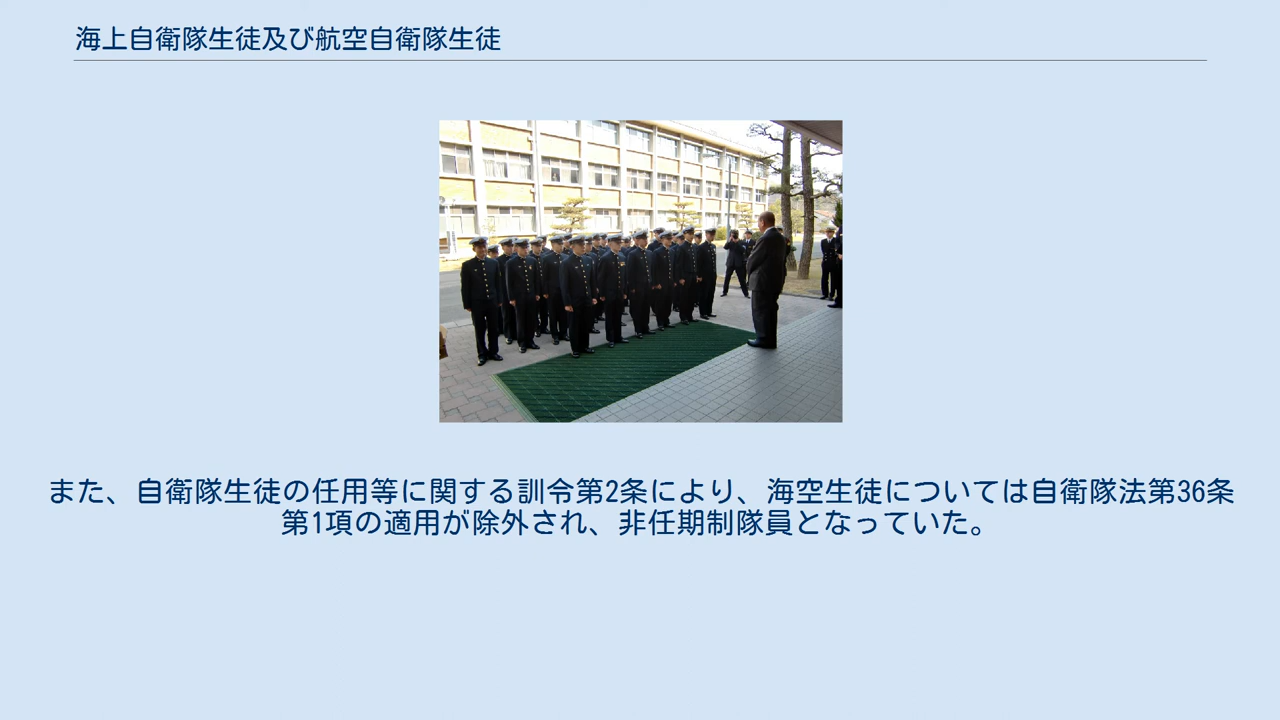 海上自衛隊生徒及び航空自衛隊生徒
また、自衛隊生徒の任用等に関する訓令第2条により、海空生徒については自衛隊法第36条
第1項の適用が除外され、非任期制隊員となっていた。